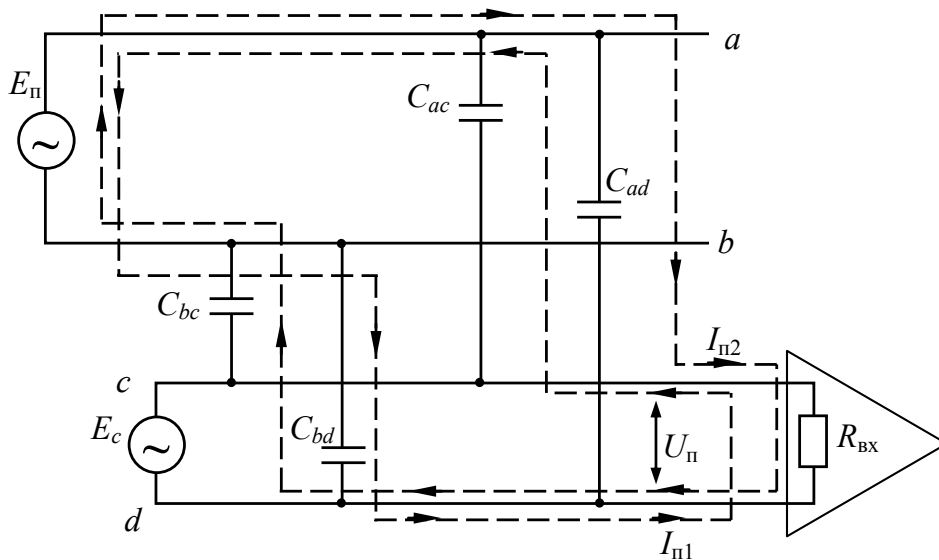 a
E_п
C_ac
C_ad
b
C_bc
I_п2
c
E_c
C_bd
U_п
R_вх
d
I_п1